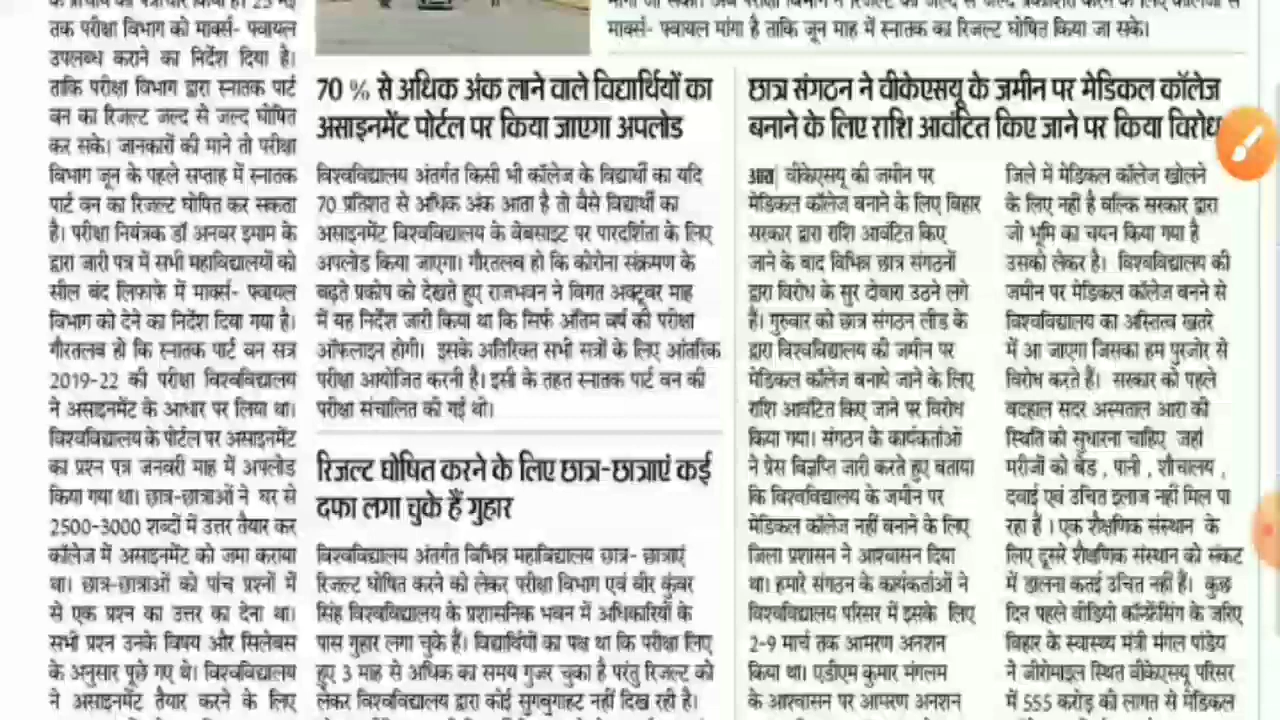 तक परीक्षा विभाग को मार्क्स- फ्वायल
उपलब्ध कराने का निर्देश दिया है।
ताकि परीक्षा विभाग द्वारा स्नातक पार्ट
वन का रिजल्ट जल्द से जल्द घोषित
कर सके। जानकारों की माने तो परीक्षा
विभाग जून के पहले सप्ताह में स्नातक
पार्ट वन का रिजल्ट घोषित कर सकता
है। परीक्षा नियंत्रक डॉ अनवर इमाम के
द्वारा जारी पत्र में सभी महाविद्यालयों को
सील बंद लिफाफे में मार्क्स- फ्वायल
विभाग को देने का निर्देश दिया गया है।
गौरतलब हो कि स्नातक पार्ट वन सत्र
2019-22 की परीक्षा विश्वविद्यालय
ने असाइनमेंट के आधार पर लिया था।
विश्वविद्यालय के पोर्टल पर असाइनमेंट
का प्रश्न पत्र जनवरी माह में अपलोड
किया गया था। छात्र-छात्राओं ने घर से
2500-3000 शब्दों में उत्तर तैयार कर
कॉलेज में असाइनमेंट को जमा कराया
था। छात्र-छात्राओं को पांच प्रश्नों में
से एक प्रश्न का उत्तर का देना था।
सभी प्रश्न उनके विषय और सिलेबस
के अनुसार पूछे गए थे। विश्वविद्यालय
ने असाइनमेंट तैयार करने के लिए
मार्क्स- फ्वायल मांगा है ताकि जून माह में स्नातक का रिजल्ट घोषित किया जा सके।
70 % से अधिक अंक लाने वाले विद्यार्थियों का
असाइनमेंट पोर्टल पर किया जाएगा अपलोड
विश्वविद्यालय अंतर्गत किसी भी कॉलेज के विद्यार्थी का यदि
70 प्रतिशत से अधिक अंक आता है तो वैसे विद्यार्थी का
असाइनमेंट विश्वविद्यालय के वेबसाइट पर पारदर्शिता के लिए
अपलोड किया जाएगा। गौरतलब हो कि कोरोना संक्रमण के
बढ़ते प्रकोप को देखते हुए राजभवन ने विगत अक्टूबर माह
में यह निर्देश जारी किया था कि सिर्फ अंतिम वर्ष की परीक्षा
ऑफलाइन होगी। इसके अतिरिक्त सभी सत्रों के लिए आंतरिक
परीक्षा आयोजित करनी है। इसी के तहत स्नातक पार्ट वन की
परीक्षा संचालित की गई थी।
रिजल्ट घोषित करने के लिए छात्र-छात्राएं कई
दफा लगा चुके हैं गुहार
विश्वविद्यालय अंतर्गत विभिन्न महाविद्यालय छात्र- छात्राएं
रिजल्ट घोषित करने को लेकर परीक्षा विभाग एवं वीर कुंवर
सिंह विश्वविद्यालय के प्रशासनिक भवन में अधिकारियों के
पास गुहार लगा चुके हैं। विद्यार्थियों का पक्ष था कि परीक्षा लिए
हुए 3 माह से अधिक का समय गुजर चुका है परंतु रिजल्ट को
लेकर विश्वविद्यालय द्वारा कोई सुगबुगाहट नहीं दिख रही है।
छात्र संगठन ने वीकेएसयू के जमीन पर मेडिकल कॉलेज
बनाने के लिए राशि आवंटित किए जाने पर किया विरोध
आरा| वीकेएसयू की जमीन पर
मेडिकल कॉलेज बनाने के लिए बिहार
सरकार द्वारा राशि आवंटित किए
जाने के बाद विभिन्न छात्र संगठनों
द्वारा विरोध के सुर दोबारा उठने लगे
हैं। गुरुवार को छात्र संगठन लीड के
द्वारा विश्वविद्यालय की जमीन पर
मेडिकल कॉलेज बनाये जाने के लिए
राशि आवंटित किए जाने पर विरोध
किया गया। संगठन के कार्यकर्ताओं
ने प्रेस विज्ञप्ति जारी करते हुए बताया
कि विश्वविद्यालय के जमीन पर
मेडिकल कॉलेज नहीं बनाने के लिए
जिला प्रशासन ने आश्वासन दिया
था। हमारे संगठन के कार्यकर्ताओं ने
विश्वविद्यालय परिसर में इसके लिए
2-9 मार्च तक आमरण अनशन
किया था। एडीएम कुमार मंगलम
के आश्वासन पर आमरण अनशन
जिले में मेडिकल कॉलेज खोलने
के लिए नहीं है बल्कि सरकार द्वारा
जो भूमि का चयन किया गया है
उसको लेकर है। विश्वविद्यालय की
जमीन पर मेडिकल कॉलेज बनने से
विश्वविद्यालय का अस्तित्व खतरे
में आ जाएगा जिसका हम पुरजोर से
विरोध करते हैं। सरकार को पहले
बदहाल सदर अस्पताल आरा की
स्थिति को सुधारना चाहिए जहां
मरीजों को बेड , पानी , शौचालय ,
दवाई एवं उचित इलाज नहीं मिल पा
रहा है । एक शैक्षणिक संस्थान के
लिए दूसरे शैक्षणिक संस्थान को संकट
में डालना कतई उचित नहीं है। कुछ
दिन पहले वीडियो कॉन्फ्रेंसिंग के जरिए
बिहार के स्वास्थ्य मंत्री मंगल पांडेय
ने जीरोमाइल स्थित वीकेएसयू परिसर
में 555 करोड़ की लागत से मेडिकल